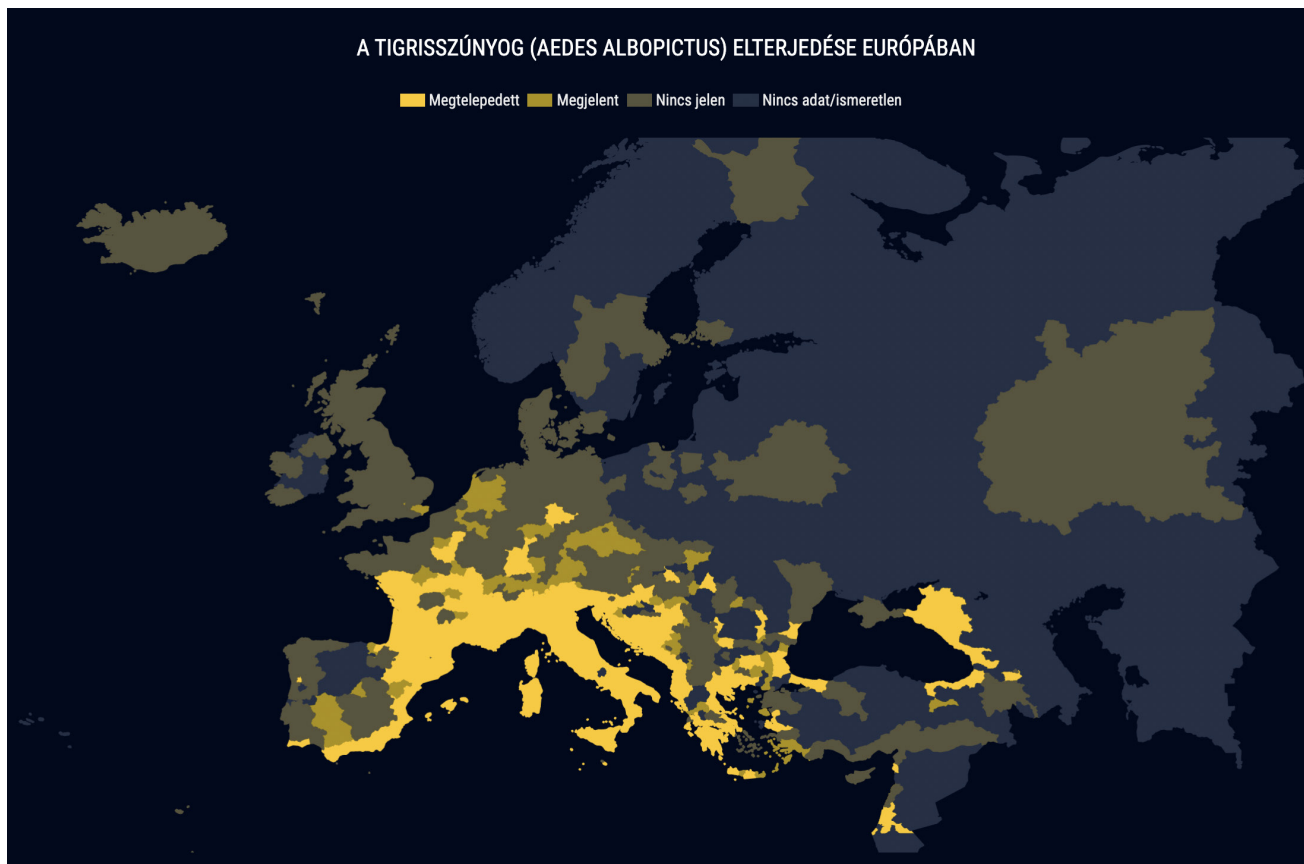 A TIGRISSZÚNYOG (AEDES ALBOPICTUS) ELTERJEDÉSE EURÓPÁBAN
Megtelepedett Megjelent Nincs jelen Nincs adat/ismeretlen